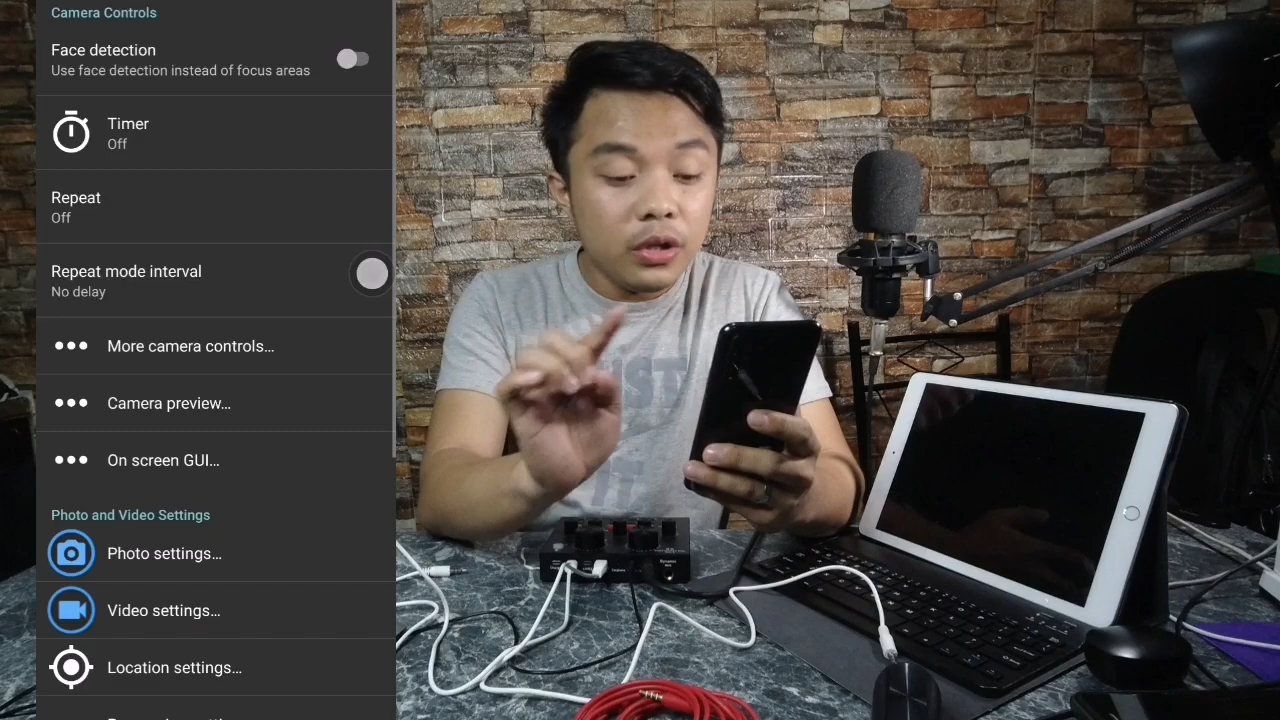 Camera Controls
Face detection
Use face detection instead of focus areas
Timer
Off
Repeat
Off
Repeat mode interval
No delay
More camera controls...
Camera preview...
On screen GUI...
Photo and Video Settings
Photo settings...
Video settings...
Location settings...
IT